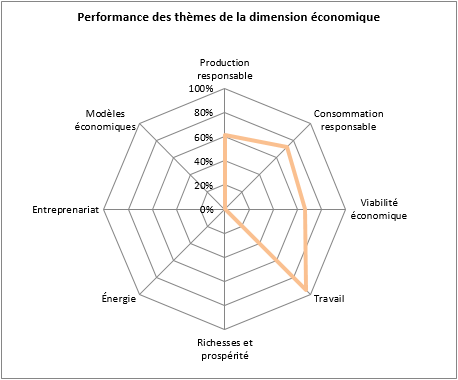 Performance des thèmes de la dimension économique
Production
responsable
100%
80%
60%
40%
20%
0%
Consommation
responsable
Viabilité
économique
Travail
Richesses et
prospérité
Énergie
Entreprenariat
Modèles
économiques